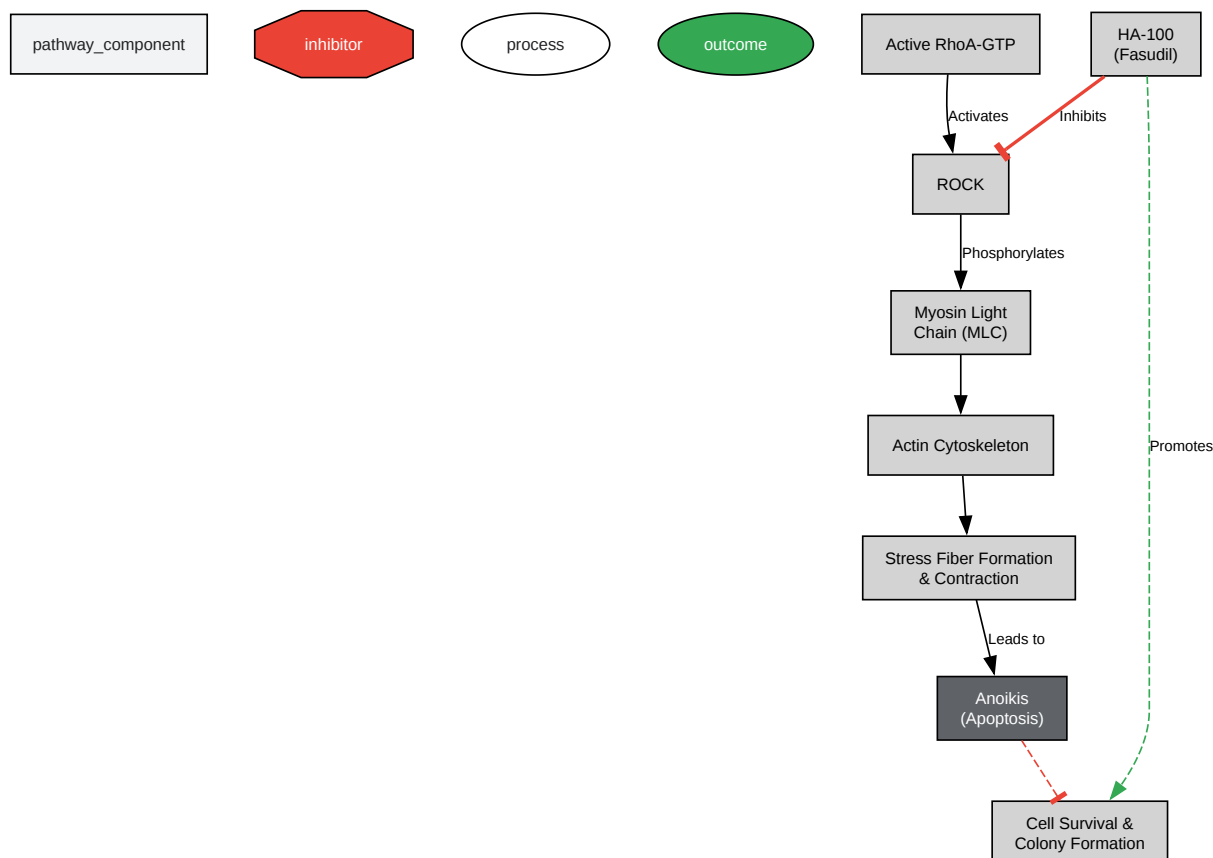 pathway_component
inhibitor
process
outcome
Active RhoA-GTP
HA-100
(Fasudil)
Activates
Inhibits
ROCK
Phosphorylates
Myosin Light
Chain (MLC)
Actin Cytoskeleton
Promotes
Stress Fiber Formation
& Contraction
Leads to
Anoikis
(Apoptosis)
Cell Survival &
Colony Formation